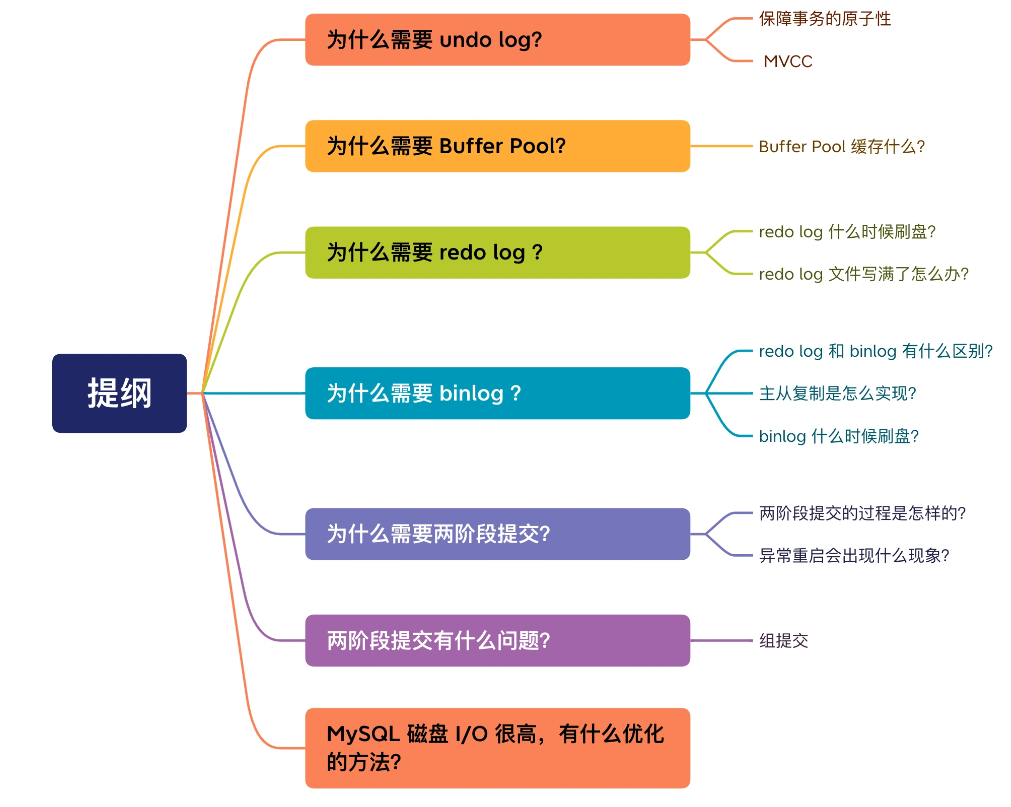 提纲
为什么需要 undo log?
保障事务的原子性
MVCC
为什么需要 Buffer Pool?
Buffer Pool 缓存什么?
为什么需要 redo log ?
redo log 什么时候刷盘?
redo log 文件写满了怎么办?
为什么需要 binlog ?
redo log 和 binlog 有什么区别?
主从复制是怎么实现?
binlog 什么时候刷盘?
为什么需要两阶段提交?
两阶段提交的过程是怎样的?
异常重启会出现什么现象?
两阶段提交有什么问题?
组提交
MySQL 磁盘 I/O 很高，有什么优化
的方法?